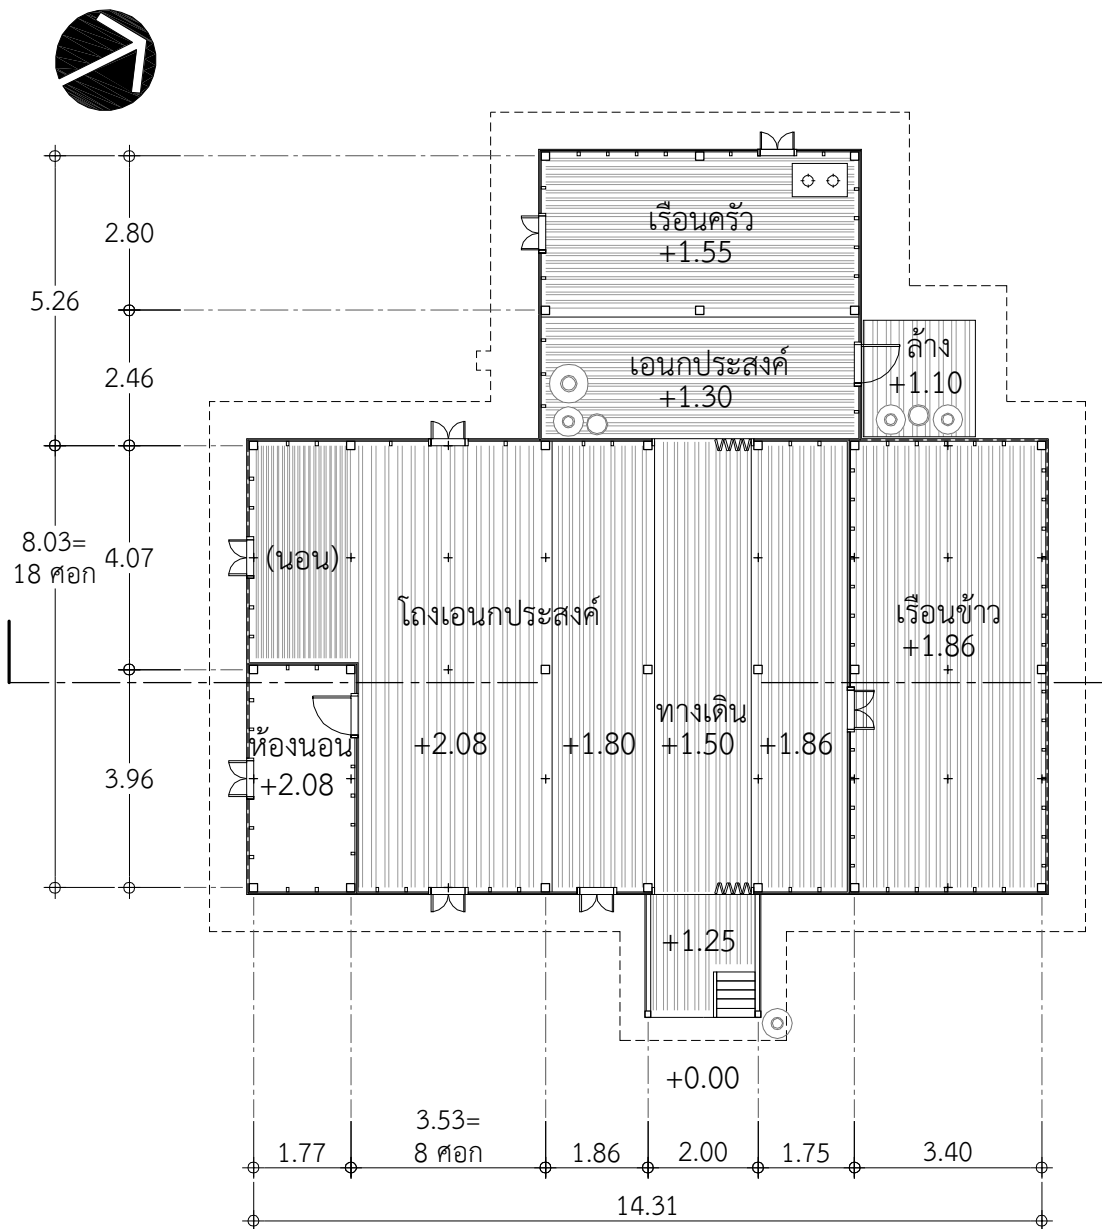 2.80
เรือนครัว
+1.55
5.26
2.46
เอนกประสงค์
+1.30
ล้าง
+1.10
8.03=
18 ศอก
4.07
(นอน)
โถงเอนกประสงค์
เรือนข้าว
+1.86
3.96
ห้องนอน
+2.08
+2.08
+1.80
ทางเดิน
+1.50
+1.86
+1.25
+0.00
1.77
3.53=
8 ศอก
1.86
2.00
1.75
3.40
14.31